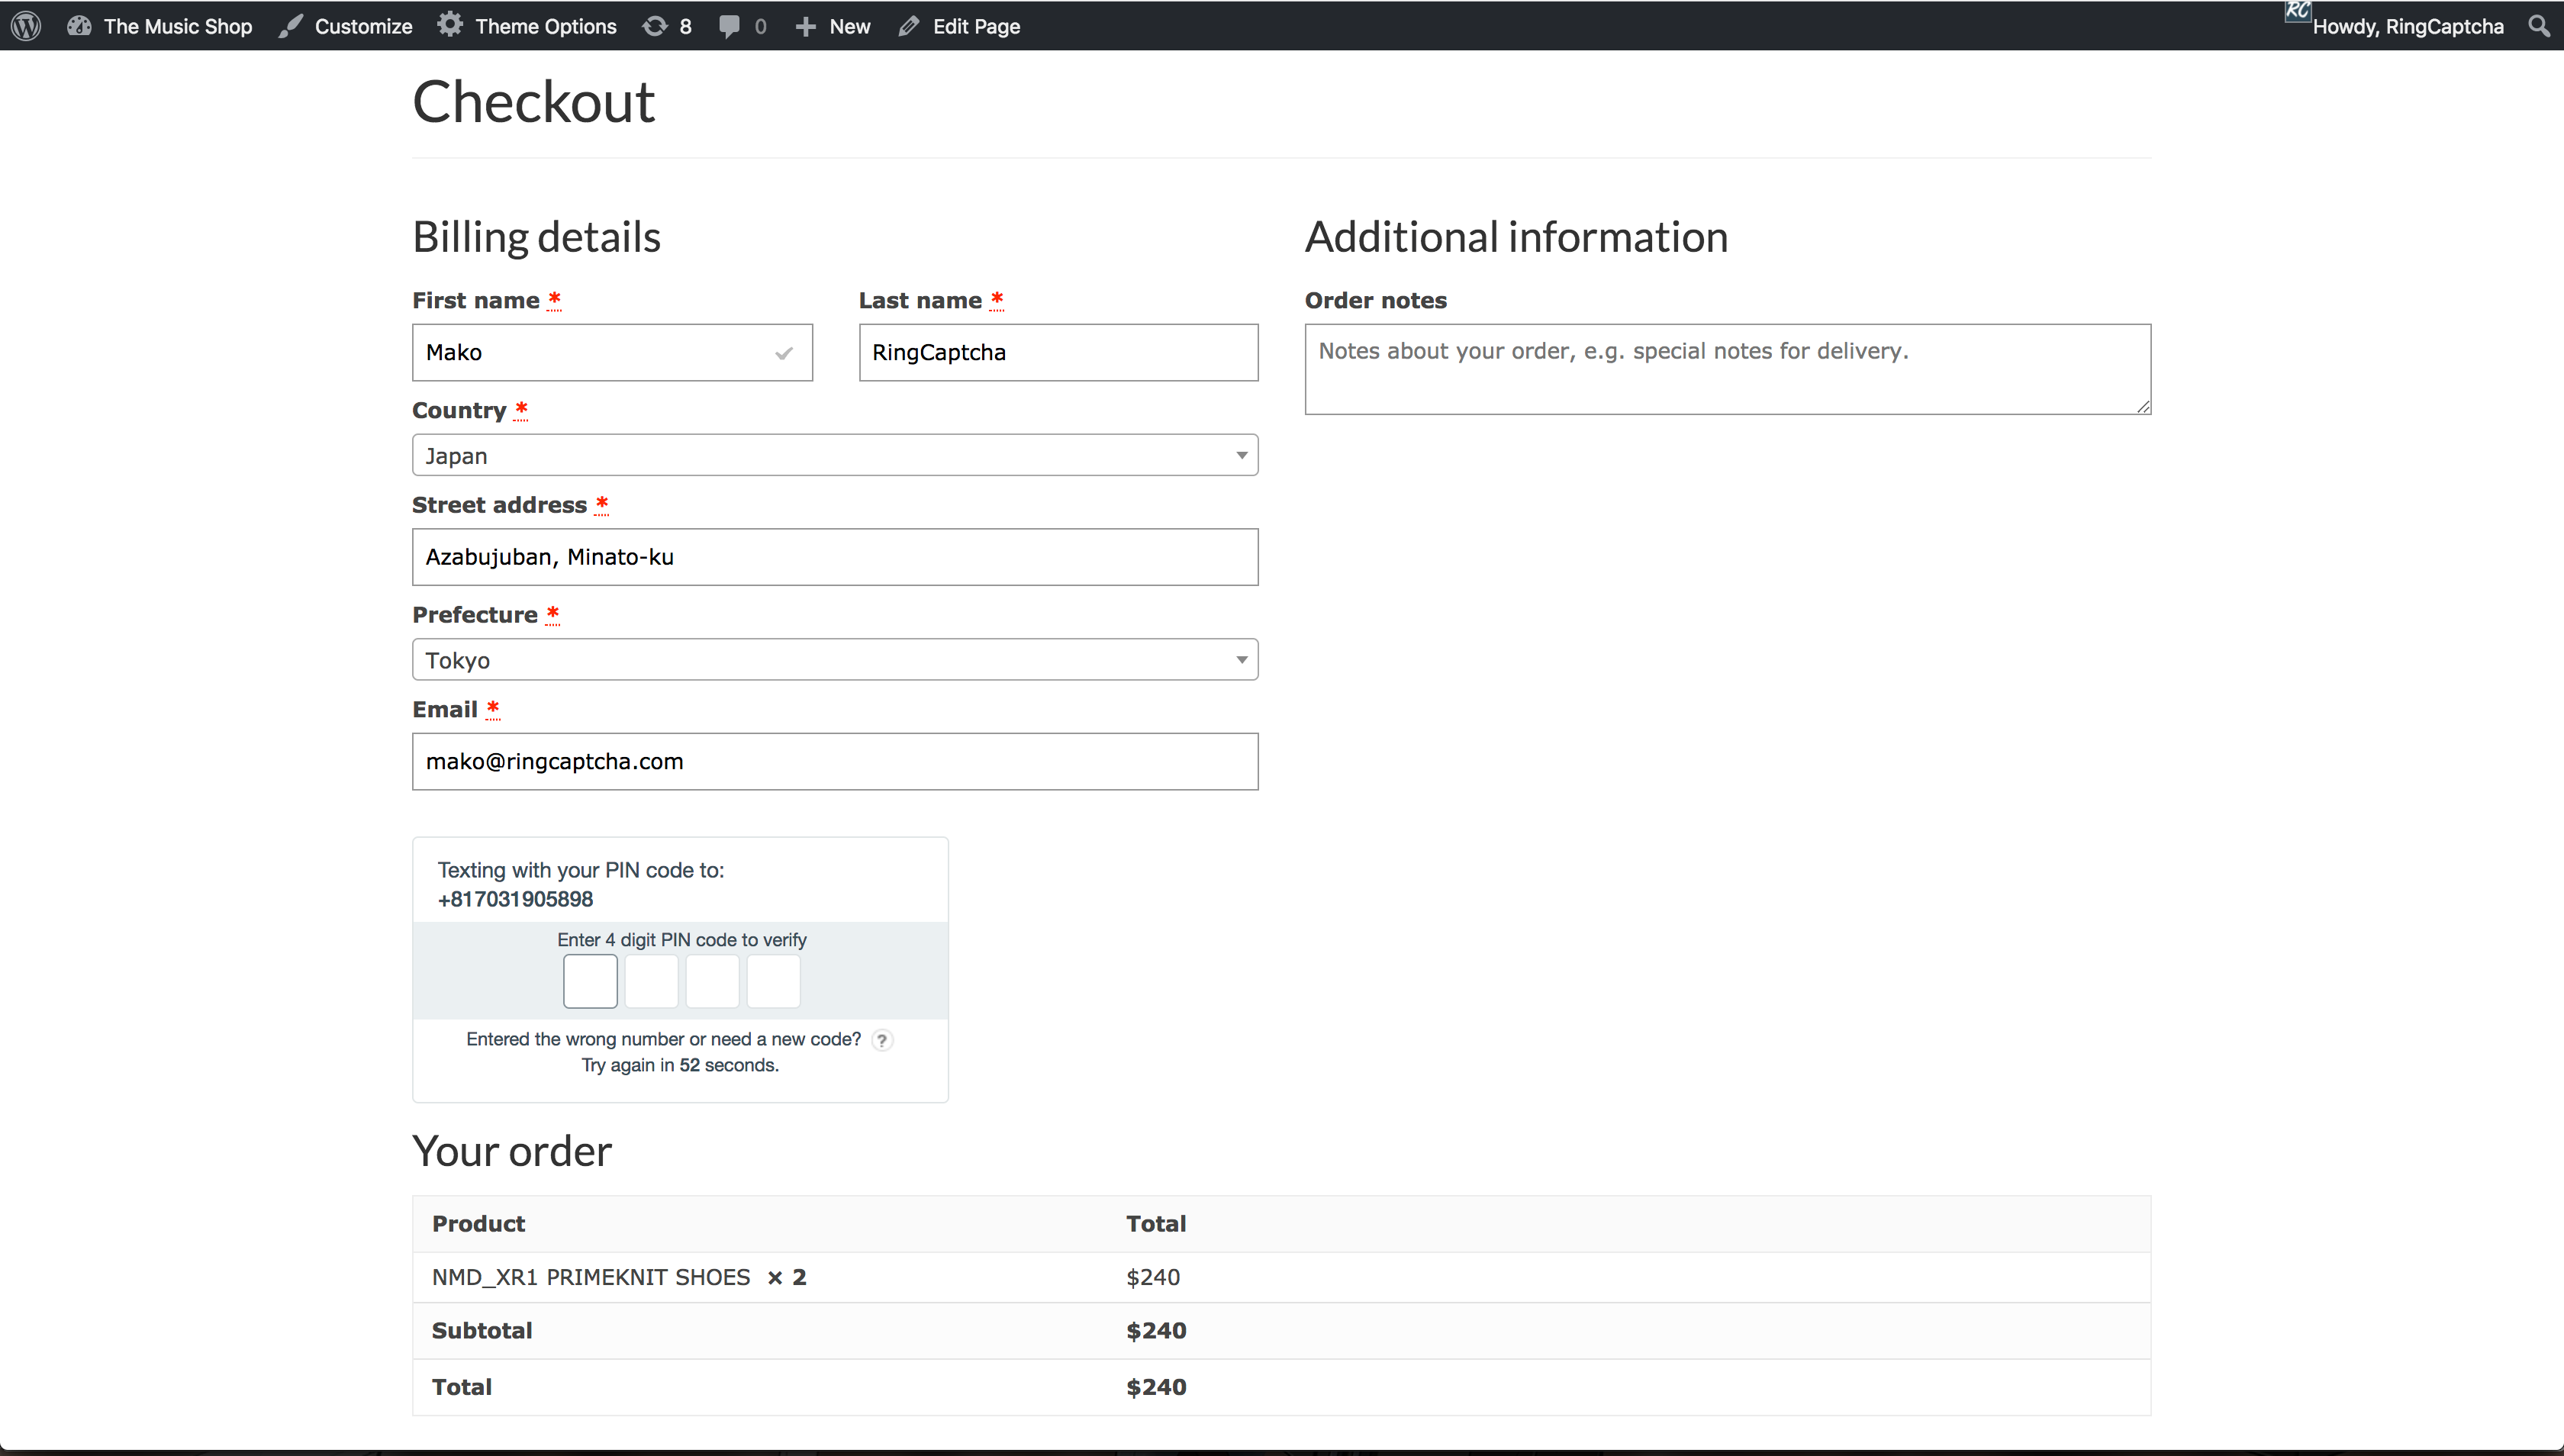 The Music Shop Customize Theme Options 8 0 New Edit Page RC Howdy, RingCaptcha
Checkout
Billing details
First name *
Mako
Last name *
RingCaptcha
Country *
Japan
Street address *
Azabujuban, Minato-ku
Prefecture *
Tokyo
Email *
mako@ringcaptcha.com
Additional information
Order notes
Notes about your order, e.g. special notes for delivery.
Texting with your PIN code to:
+817031905898
Enter 4 digit PIN code to verify
Entered the wrong number or need a new code? ?
Try again in 52 seconds.
Your order
Product Total
NMD_XR1 PRIMEKNIT SHOES × 2 $240
Subtotal $240
Total $240